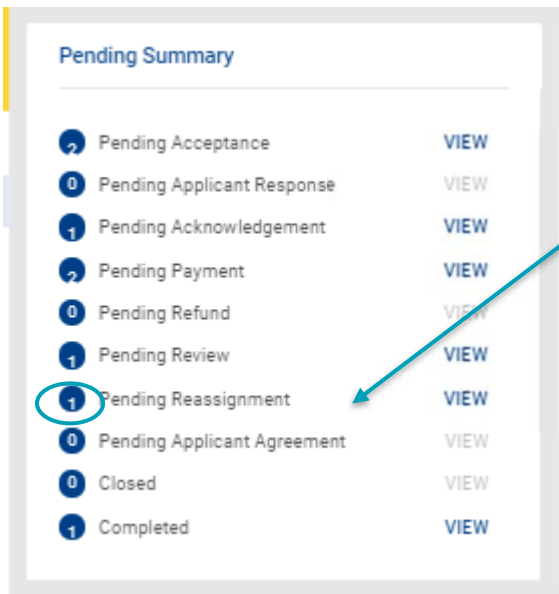 Pending Summary
2 Pending Acceptance VIEW
0 Pending Applicant Response VIEW
1 Pending Acknowledgement VIEW
2 Pending Payment VIEW
0 Pending Refund VIEW
1 Pending Review VIEW
1 Pending Reassignment VIEW
0 Pending Applicant Agreement VIEW
0 Closed VIEW
1 Completed VIEW